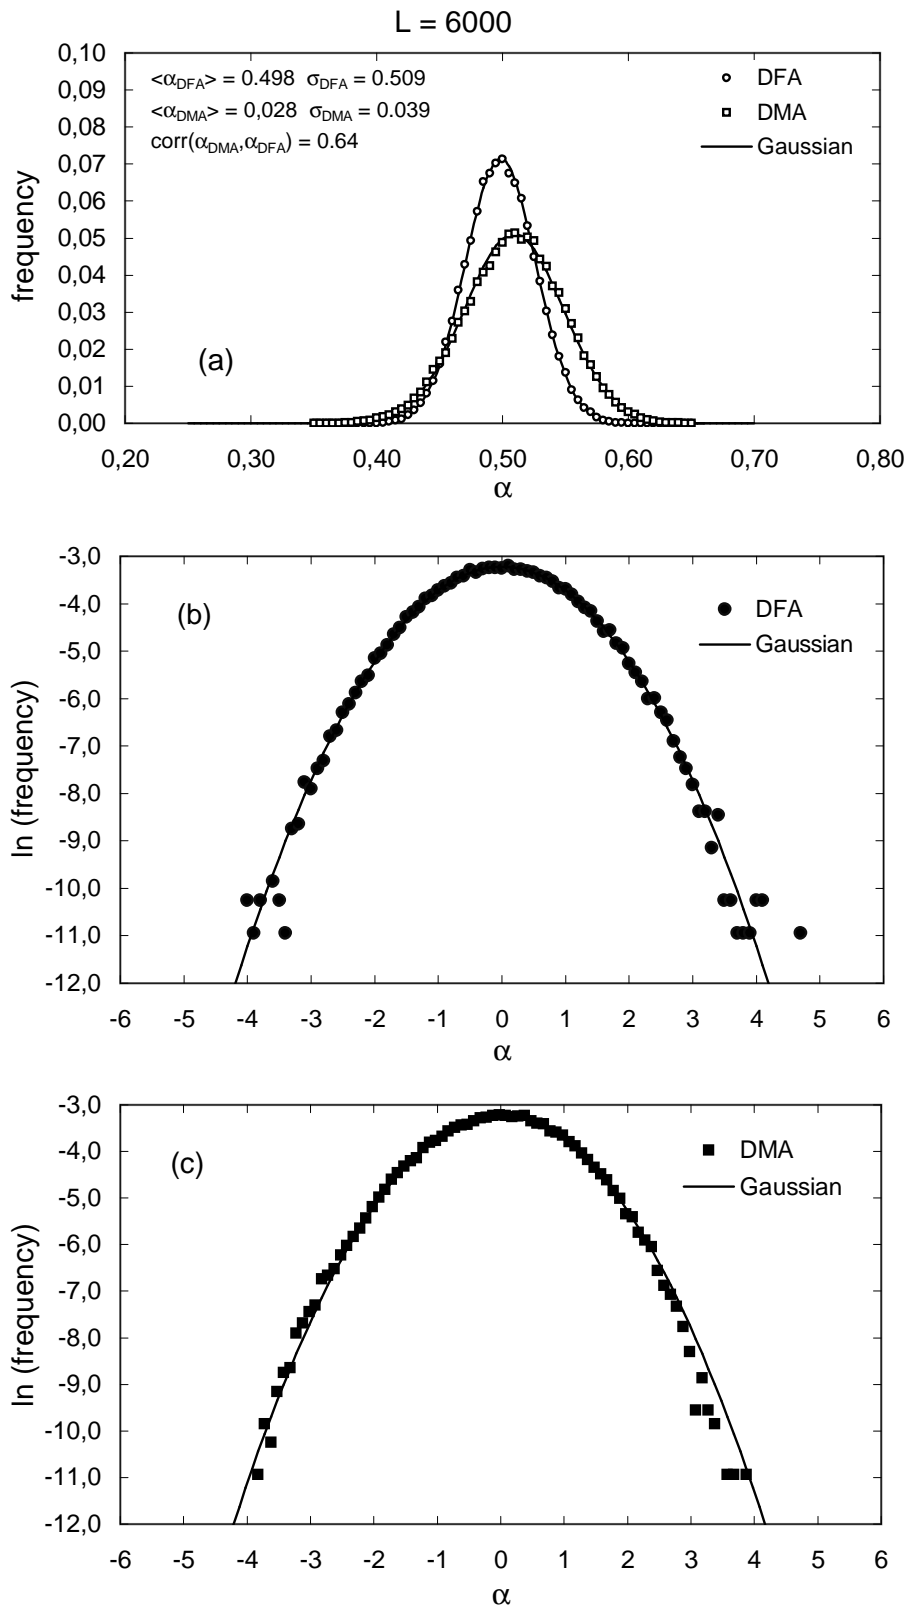 L = 6000
<α_DFA> = 0.498 σ_DFA = 0.509
<α_DMA> = 0,028 σ_DMA = 0.039
corr(α_DMA,α_DFA) = 0.64
DFA
DMA
Gaussian
(a)
frequency
0,10
0,09
0,08
0,07
0,06
0,05
0,04
0,03
0,02
0,01
0,00
0,20 0,30 0,40 0,50 0,60 0,70 0,80
α
(b)
DFA
Gaussian
ln (frequency)
-3,0
-4,0
-5,0
-6,0
-7,0
-8,0
-9,0
-10,0
-11,0
-12,0
-6 -5 -4 -3 -2 -1 0 1 2 3 4 5 6
α
(c)
DMA
Gaussian
ln (frequency)
-3,0
-4,0
-5,0
-6,0
-7,0
-8,0
-9,0
-10,0
-11,0
-12,0
-6 -5 -4 -3 -2 -1 0 1 2 3 4 5 6
α